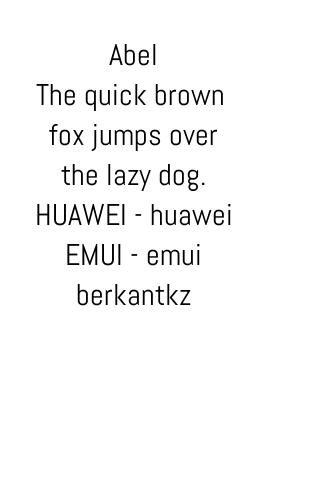 Abel
The quick brown
fox jumps over
the lazy dog.
HUAWEI - huawei
EMUI - emui
berkantkz